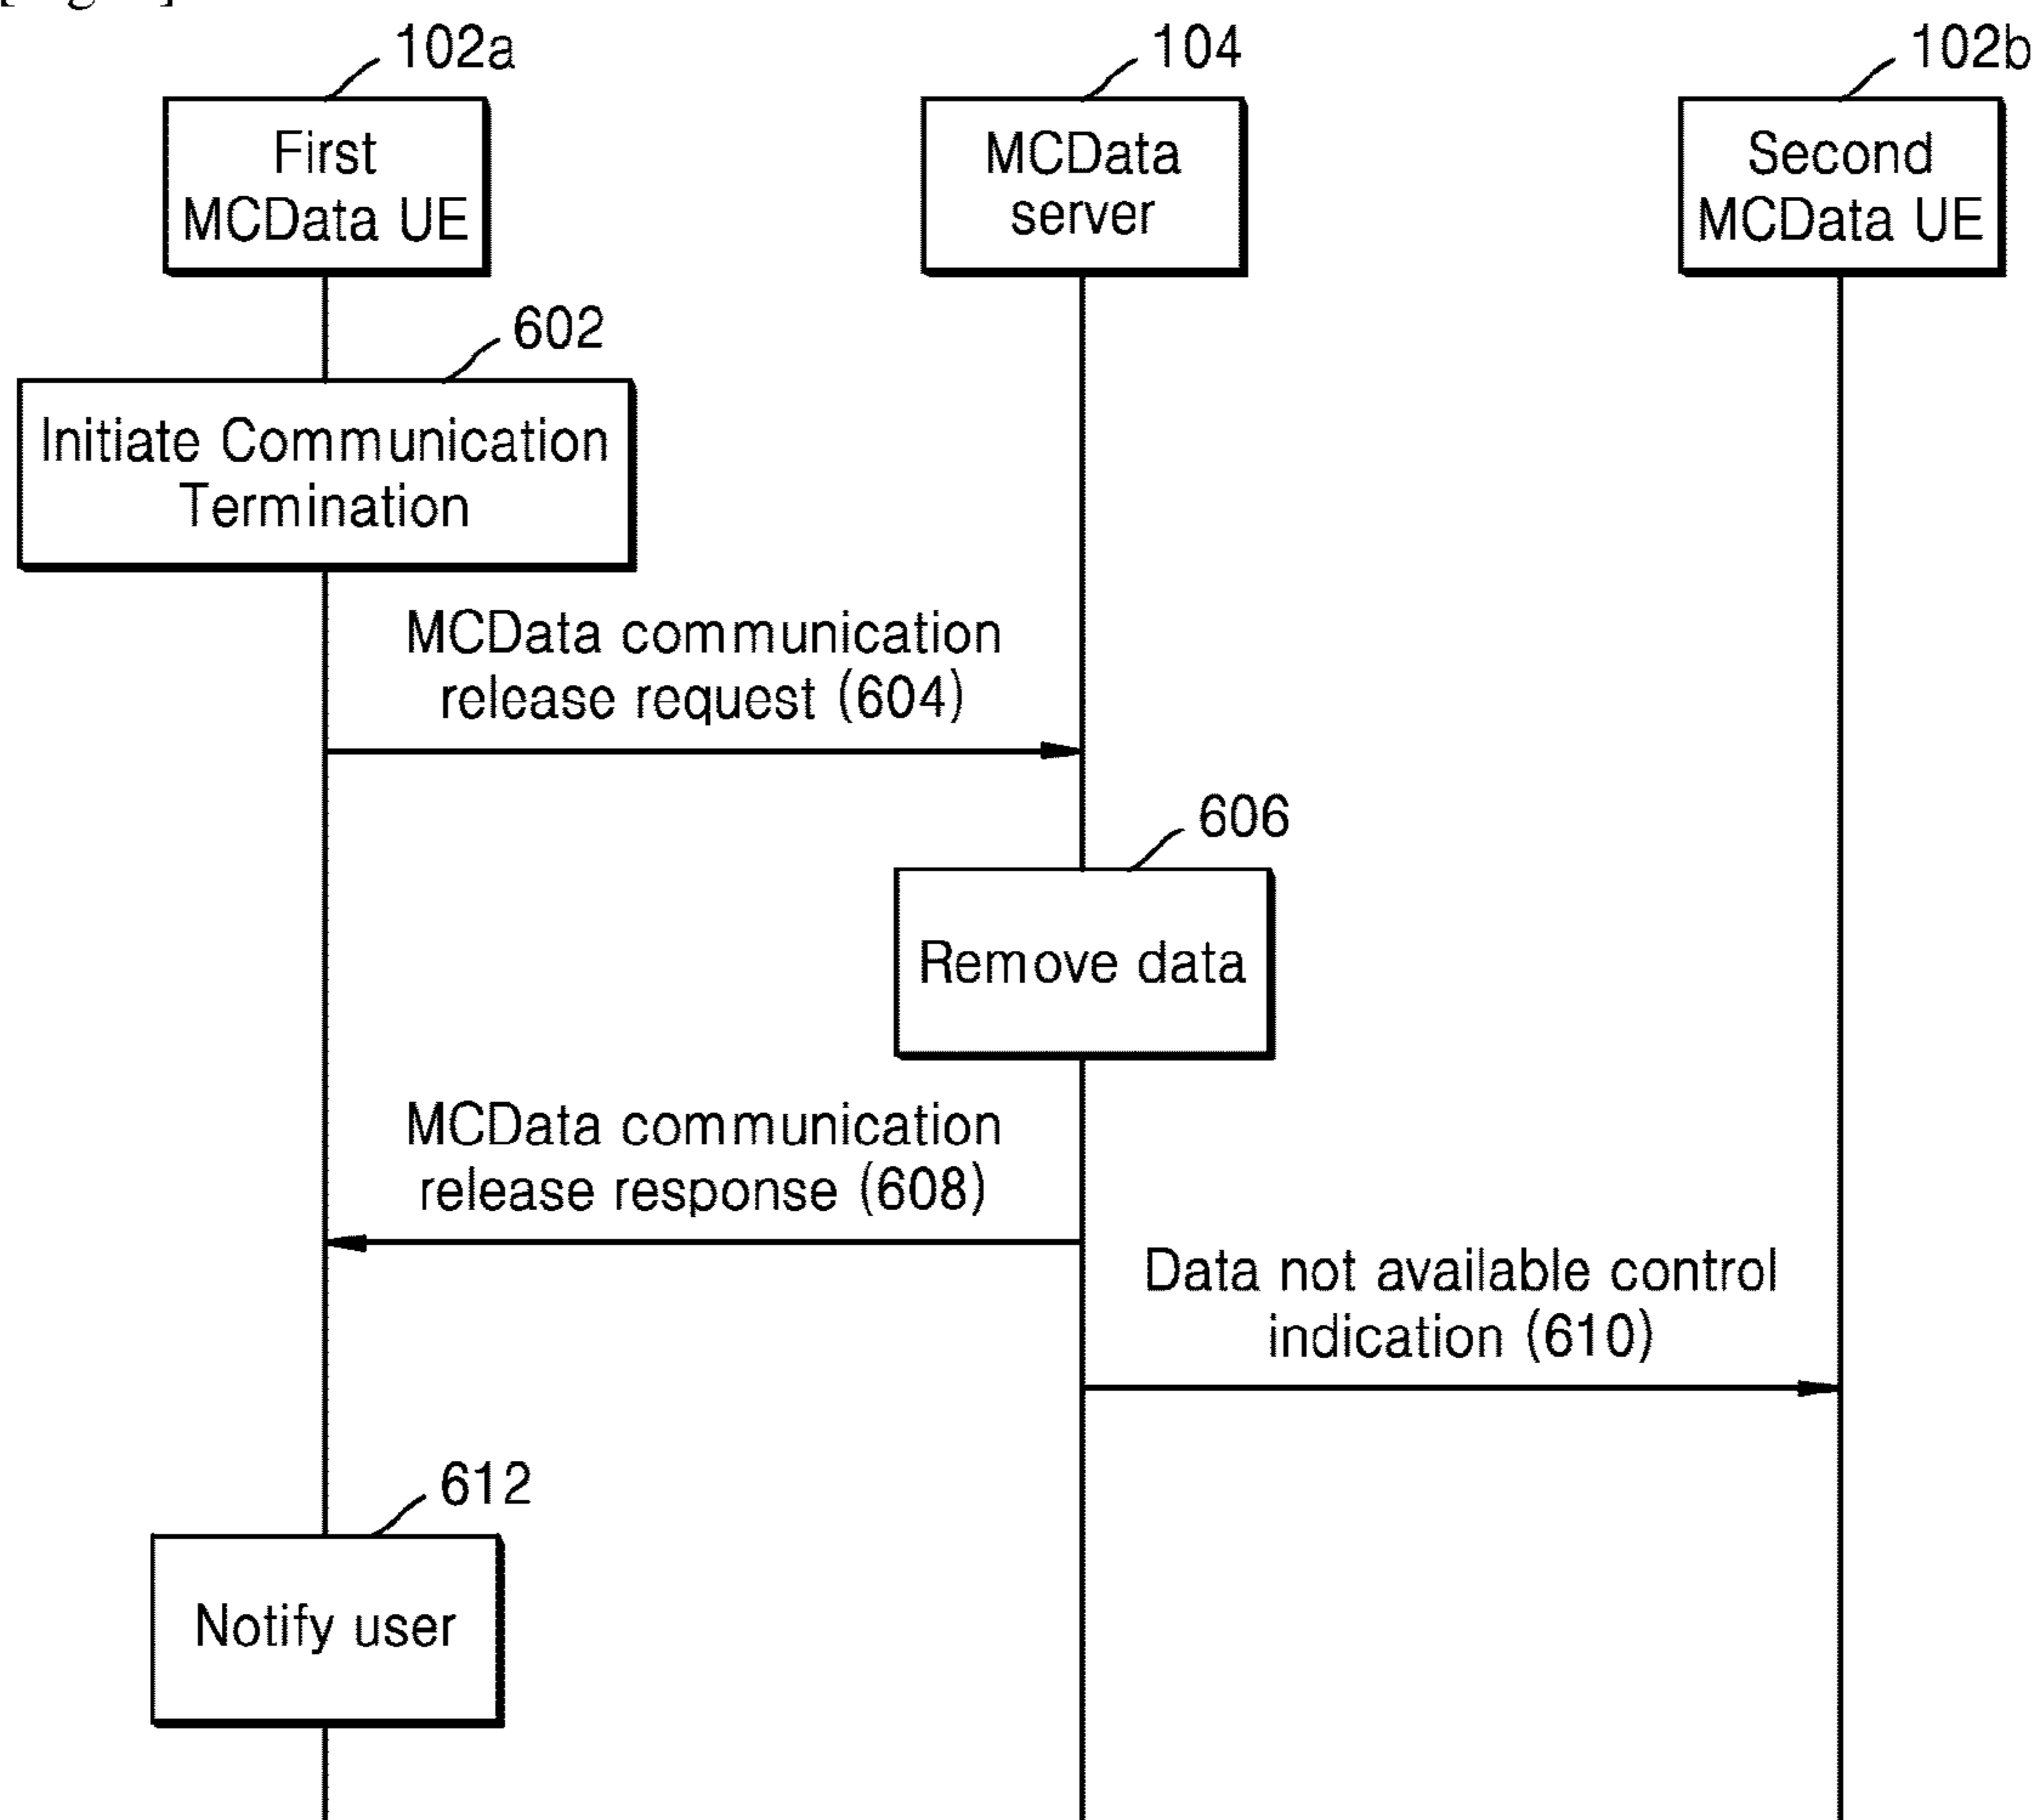 102a
104
102b
First
MCData UE
MCData
server
Second
MCData UE
602
Initiate Communication
Termination
MCData communication
release request (604)
606
Remove data
MCData communication
release response (608)
Data not available control
indication (610)
612
Notify user